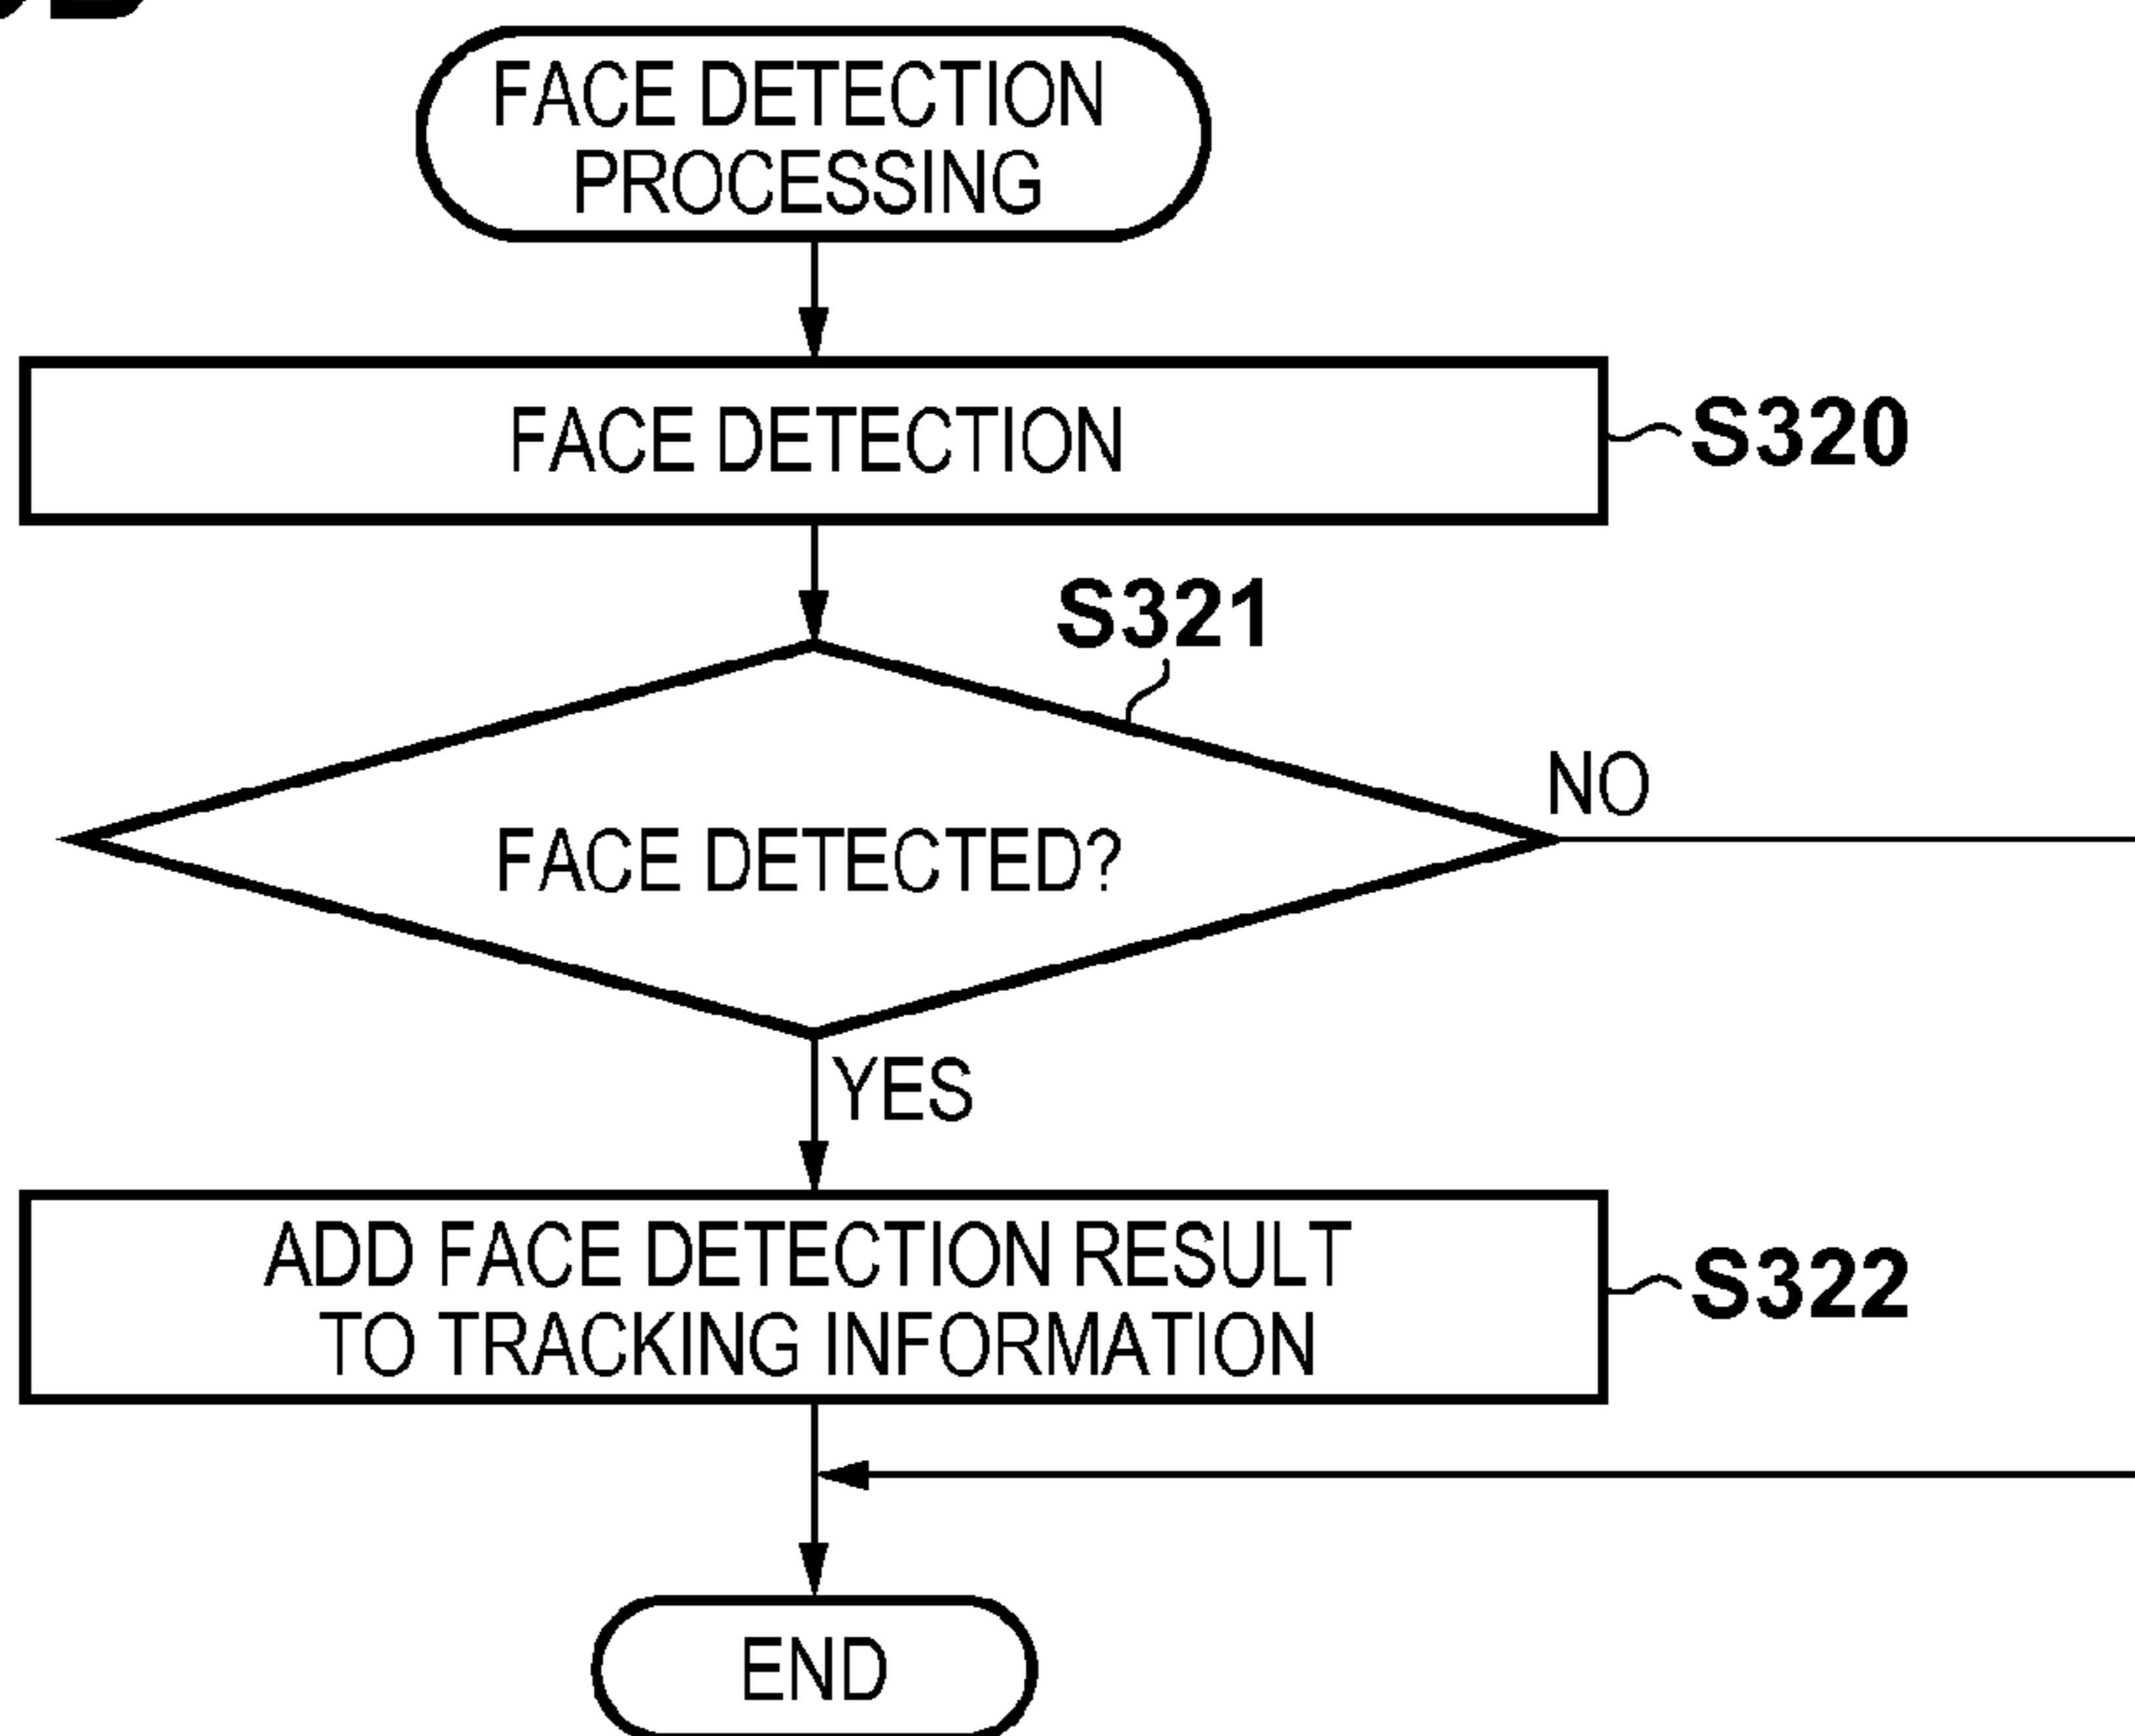 FACE DETECTION
PROCESSING
FACE DETECTION
S320
S321
NO
FACE DETECTED?
YES
ADD FACE DETECTION RESULT
TO TRACKING INFORMATION
S322
END